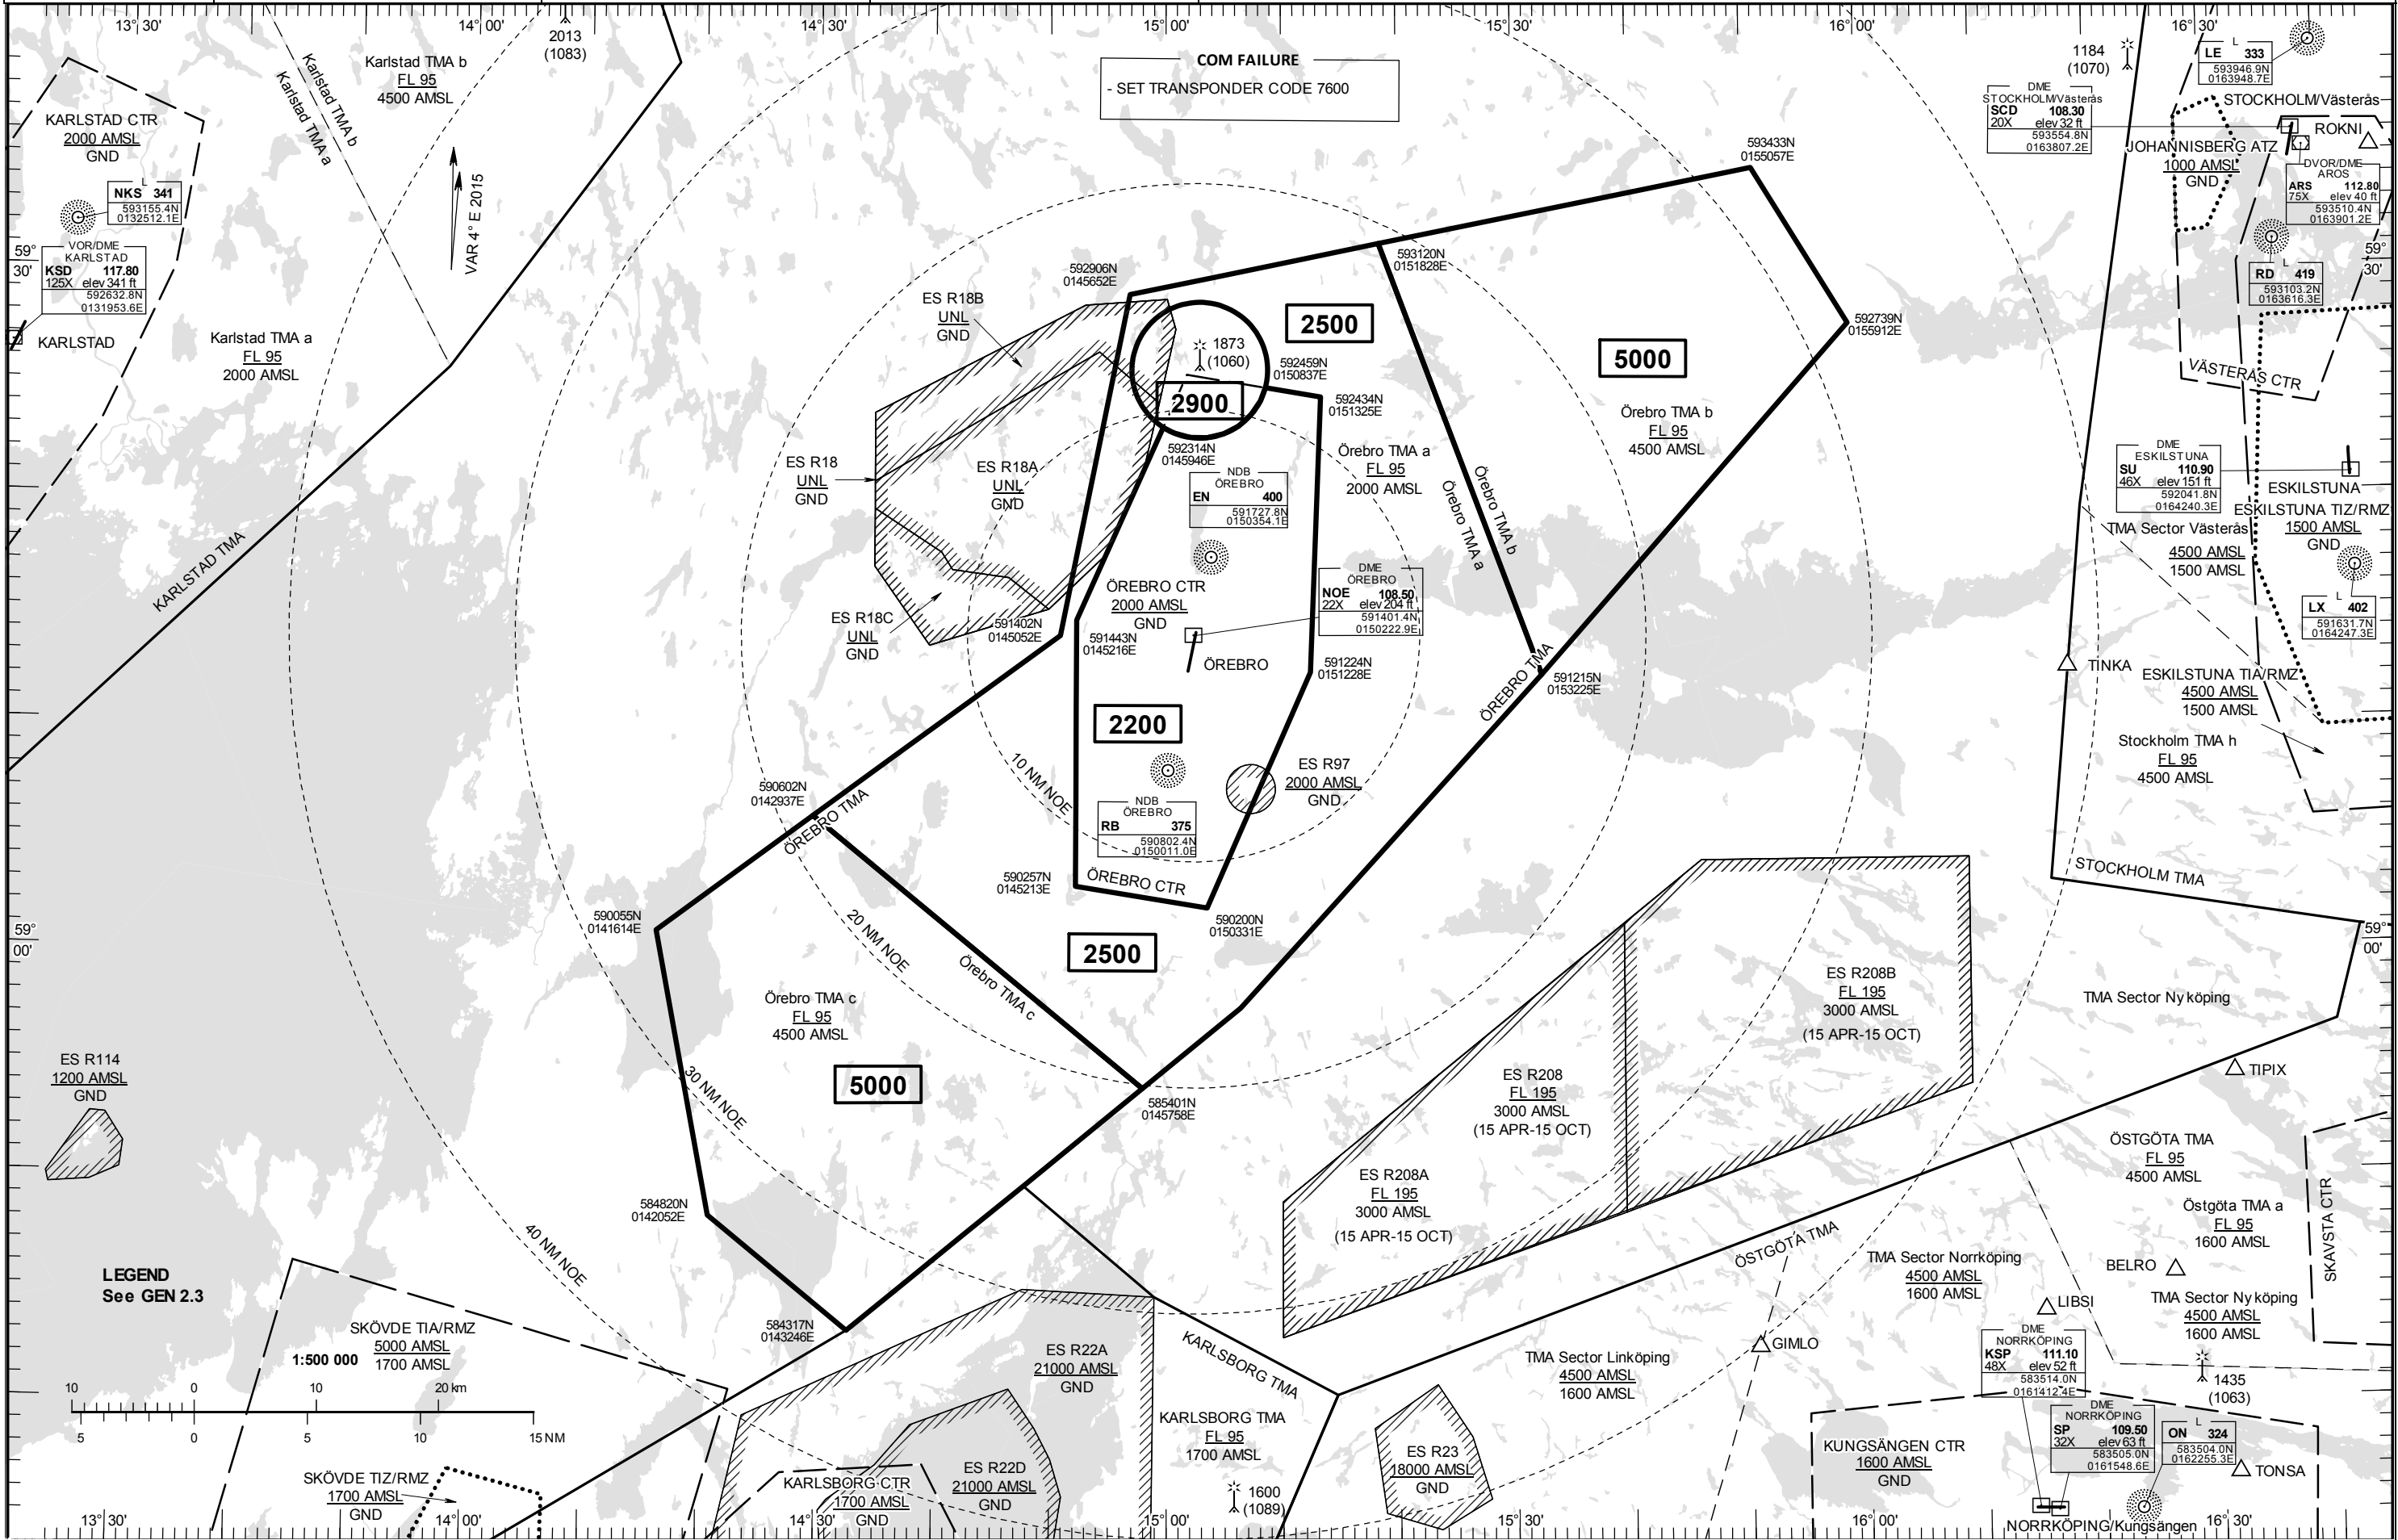 13°30'
14°00'
14°30'
15°00'
15°30'
16°00'
16°30'
2013
(1083)
Karlstad TMA b
FL 95
4500 AMSL
Karlstad TMA b
Karlstad TMA a
COM FAILURE
- SET TRANSPONDER CODE 7600
1184
(1070)
L
LE 333
593946.9N
0163948.7E
DME
STOCKHOLM/Västerås
SCD 108.30
20X elev 32 ft
593554.8N
0163807.2E
STOCKHOLM/Västerås
ROKNI
JOHANNISBERG ATZ
1000 AMSL
GND
DVOR/DME
AROS
ARS 112.80
75X elev 40 ft
593510.4N
0163901.2E
KARLSTAD CTR
2000 AMSL
GND
L
NKS 341
593155.4N
0132512.1E
VAR 4° E 2015
59°
30'
VOR/DME
KARLSTAD
KSD 117.80
125X elev 341 ft
592632.8N
0131953.6E
KARLSTAD
Karlstad TMA a
FL 95
2000 AMSL
593433N
0155057E
59°
30'
L
RD 419
593103.2N
0163616.3E
592906N
0145652E
593120N
0151828E
592739N
0155912E
ES R18B
UNL
GND
2500
5000
1873
(1060)
592459N
0150837E
2900
592434N
0151325E
VÄSTERÅS CTR
Örebro TMA b
FL 95
4500 AMSL
592314N
0145946E
Örebro TMA a
FL 95
2000 AMSL
ES R18
UNL
GND
ES R18A
UNL
GND
NDB
ÖREBRO
EN 400
591727.8N
0150354.1E
Örebro TMA b
Örebro TMA a
DME
ESKILSTUNA
SU 110.90
46X elev 151 ft
592041.8N
0164240.3E
ESKILSTUNA
ESKILSTUNA TIZ/RMZ
1500 AMSL
GND
TMA Sector Västerås
4500 AMSL
1500 AMSL
KARLSTAD TMA
ÖREBRO CTR
2000 AMSL
GND
DME
ÖREBRO
NOE 108.50
22X elev 204 ft
591401.4N
0150222.9E
L
LX 402
591631.7N
0164247.3E
ES R18C
UNL
GND
591402N
0145052E
591443N
0145216E
ÖREBRO
591224N
0151228E
ÖREBRO TMA
591215N
0153225E
TINKA
ESKILSTUNA TIA/RMZ
4500 AMSL
1500 AMSL
2200
Stockholm TMA h
FL 95
4500 AMSL
10 NM NOE
ES R97
2000 AMSL
GND
590602N
0142937E
ÖREBRO TMA
NDB
ÖREBRO
RB 375
590802.4N
0150011.0E
590257N
0145213E
ÖREBRO CTR
STOCKHOLM TMA
590055N
0141614E
590200N
0150331E
59°
00'
59°
00'
20 NM NOE
2500
Örebro TMA c
Örebro TMA c
FL 95
4500 AMSL
ES R208B
FL 195
3000 AMSL
(15 APR-15 OCT)
TMA Sector Nyköping
ES R114
1200 AMSL
GND
5000
30 NM NOE
585401N
0145758E
ES R208
FL 195
3000 AMSL
(15 APR-15 OCT)
TIPIX
ÖSTGÖTA TMA
FL 95
4500 AMSL
ES R208A
FL 195
3000 AMSL
(15 APR-15 OCT)
584820N
0142052E
Östgöta TMA a
FL 95
1600 AMSL
SKAVSTA CTR
40 NM NOE
ÖSTGÖTA TMA
TMA Sector Norrköping
4500 AMSL
1600 AMSL
BELRO
LEGEND
See GEN 2.3
LIBSI
TMA Sector Nyköping
4500 AMSL
1600 AMSL
584317N
0143246E
SKÖVDE TIA/RMZ
5000 AMSL
1700 AMSL
1:500 000
ES R22A
21000 AMSL
GND
KARLSBORG TMA
GIMLO
TMA Sector Linköping
4500 AMSL
1600 AMSL
DME
NORRKÖPING
KSP 111.10
48X elev 52 ft
583514.0N
0161412.4E
1435
(1063)
10 0 10 20 km
5 0 5 10 15 NM
KARLSBORG TMA
FL 95
1700 AMSL
DME
NORRKÖPING
SP 109.50
32X elev 63 ft
583505.0N
0161548.6E
L
ON 324
583504.0N
0162255.3E
KUNGSÄNGEN CTR
1600 AMSL
GND
ES R23
18000 AMSL
GND
SKÖVDE TIZ/RMZ
1700 AMSL
GND
KARLSBORG CTR
1700 AMSL
GND
ES R22D
21000 AMSL
GND
1600
(1089)
TONSA
NORRKÖPING/Kungsängen
13°30'
14°00'
14°30'
15°00'
15°30'
16°00'
16°30'